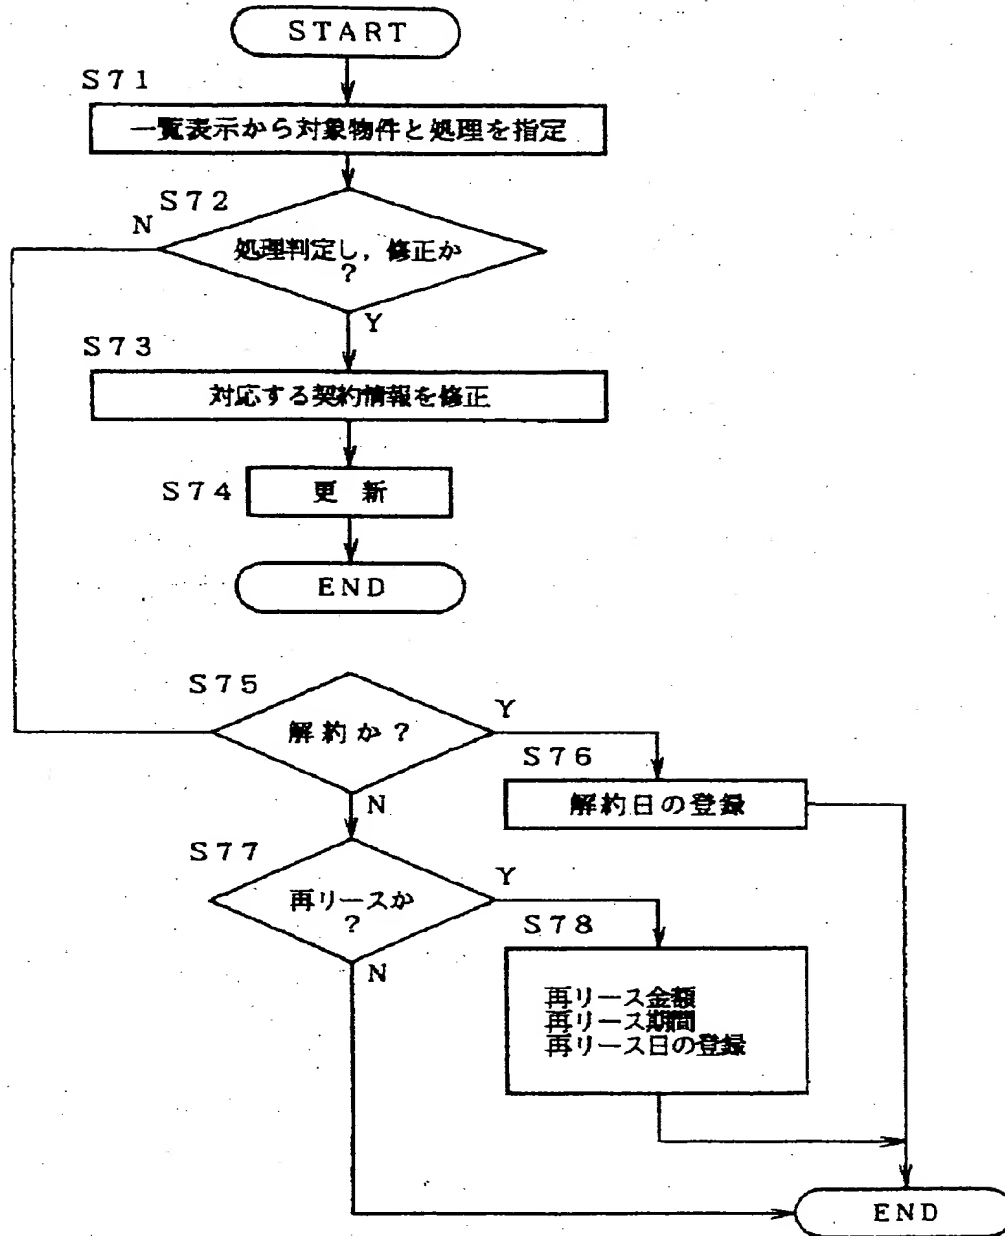 START
S71
一覧表示から対象物件と処理を指定
S72
N
処理判定し，修正か
?
Y
S73
対応する契約情報を修正
S74
更 新
END
S75
解約か?
Y
S76
解約日の登録
N
S77
再リースか
?
Y
S78
再リース金額
再リース期間
再リース日の登録
N
END